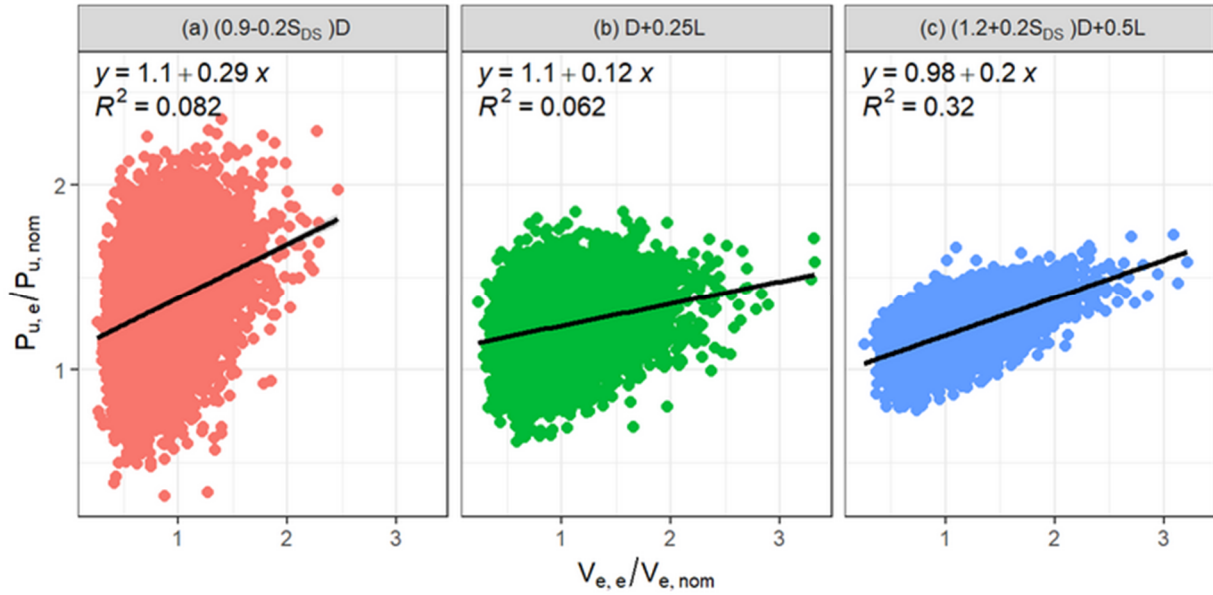 (a) (0.9-0.2S_DS )D
(b) D+0.25L
(c) (1.2+0.2S_DS )D+0.5L
y = 1.1 + 0.29 x
R² = 0.082
y = 1.1 + 0.12 x
R² = 0.062
y = 0.98 + 0.2 x
R² = 0.32
P_u, e/P_u, nom
2
1
1 2 3
1 2 3
1 2 3
V_e, e/V_e, nom